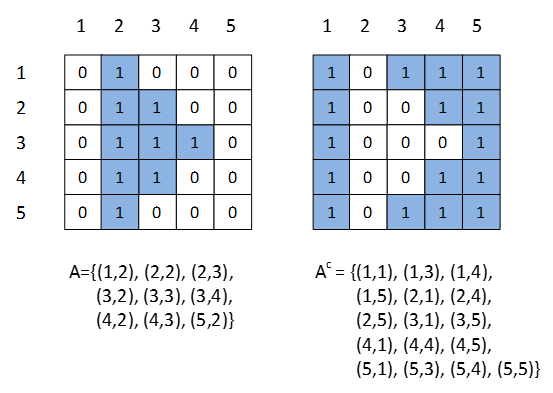 1 2 3 4 5 1 2 3 4 5
1 0 1 0 0 0 1 0 1 1 1
2 0 1 1 0 0 1 0 0 1 1
3 0 1 1 1 0 1 0 0 0 1
4 0 1 1 0 0 1 0 0 1 1
5 0 1 0 0 0 1 0 1 1 1
A={(1,2), (2,2), (2,3),
(3,2), (3,3), (3,4),
(4,2), (4,3), (5,2)}
Aᶜ = {(1,1), (1,3), (1,4),
(1,5), (2,1), (2,4),
(2,5), (3,1), (3,5),
(4,1), (4,4), (4,5),
(5,1), (5,3), (5,4), (5,5)}